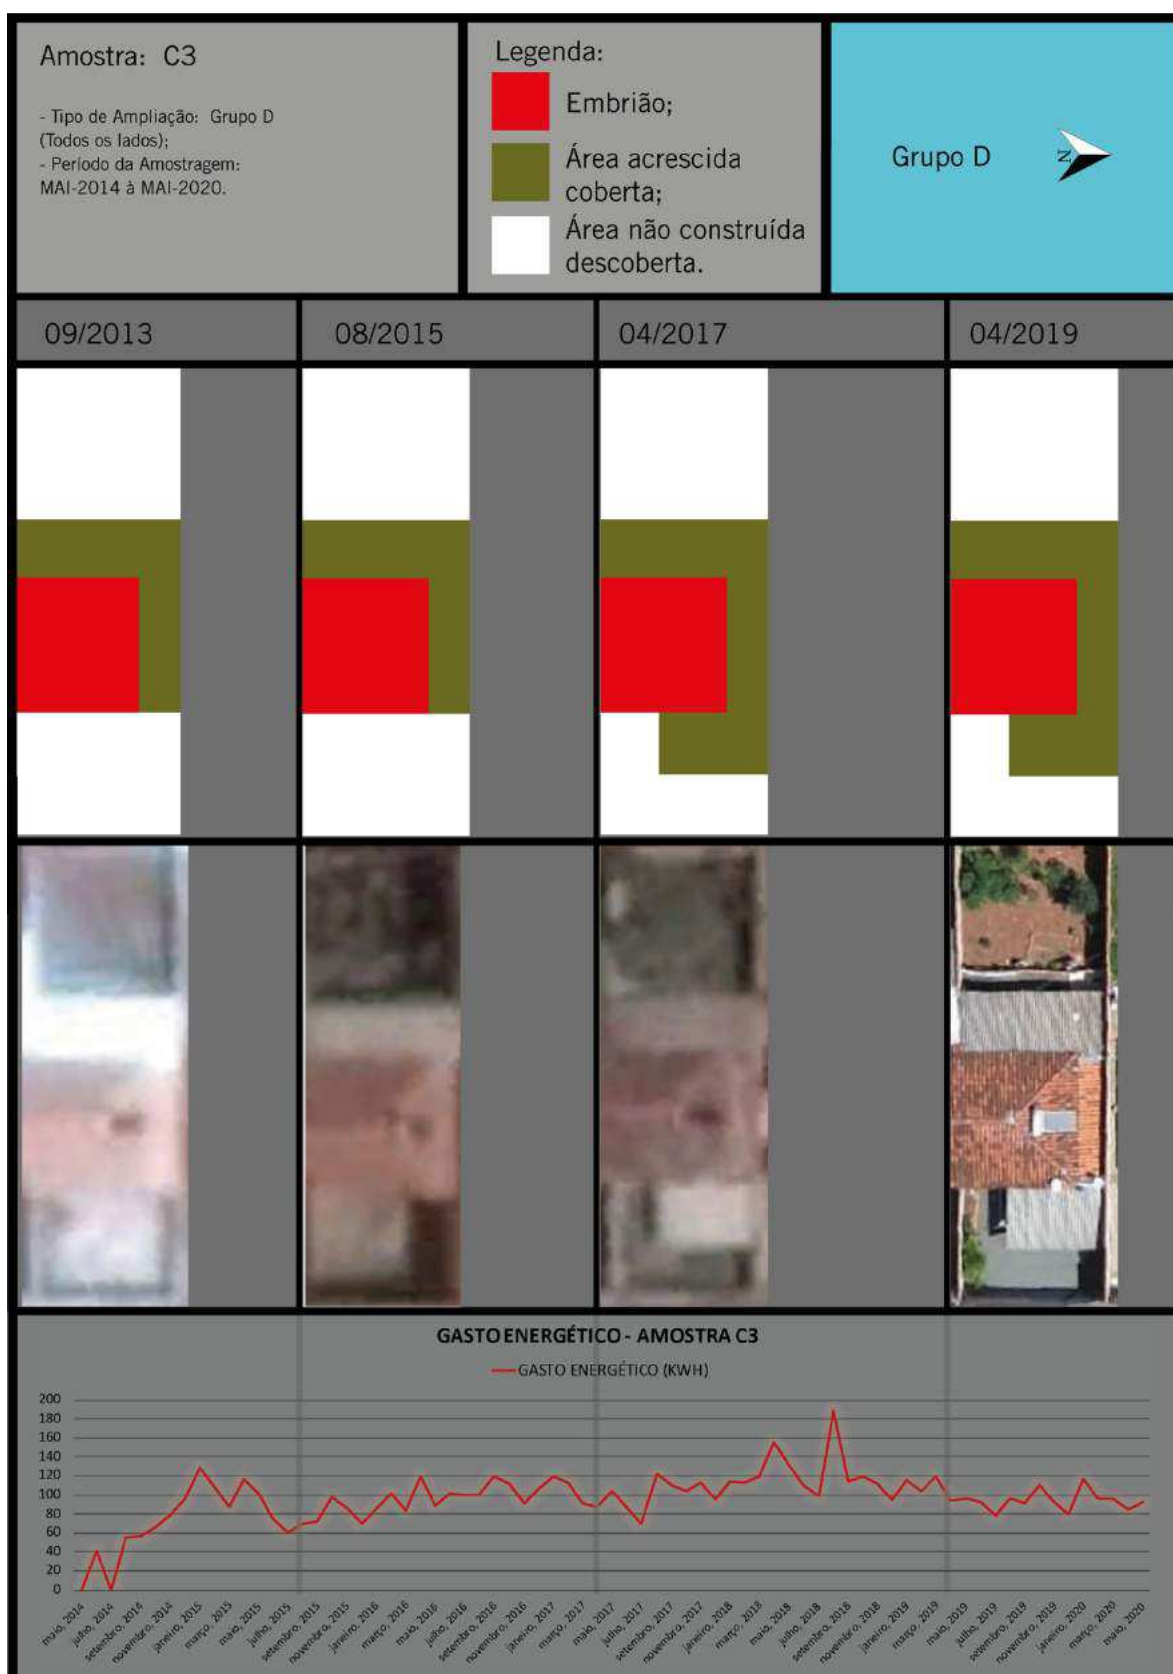 Amostra: C3
- Tipo de Ampliação: Grupo D
(Todos os lados);
- Período da Amostragem:
MAI-2014 à MAI-2020.
Legenda:
Embrião;
Área acrescida
coberta;
Área não construída
descoberta.
Grupo D
N
09/2013
08/2015
04/2017
04/2019
GASTO ENERGÉTICO - AMOSTRA C3
GASTO ENERGÉTICO (KWH)
200
180
160
140
120
100
80
60
40
20
0
maio, 2014
julho, 2014
setembro, 2014
novembro, 2014
janeiro, 2015
março, 2015
maio, 2015
julho, 2015
setembro, 2015
novembro, 2015
janeiro, 2016
março, 2016
maio, 2016
julho, 2016
setembro, 2016
novembro, 2016
janeiro, 2017
março, 2017
maio, 2017
julho, 2017
setembro, 2017
novembro, 2017
janeiro, 2018
março, 2018
maio, 2018
julho, 2018
setembro, 2018
novembro, 2018
janeiro, 2019
março, 2019
maio, 2019
julho, 2019
setembro, 2019
novembro, 2019
janeiro, 2020
março, 2020
maio, 2020